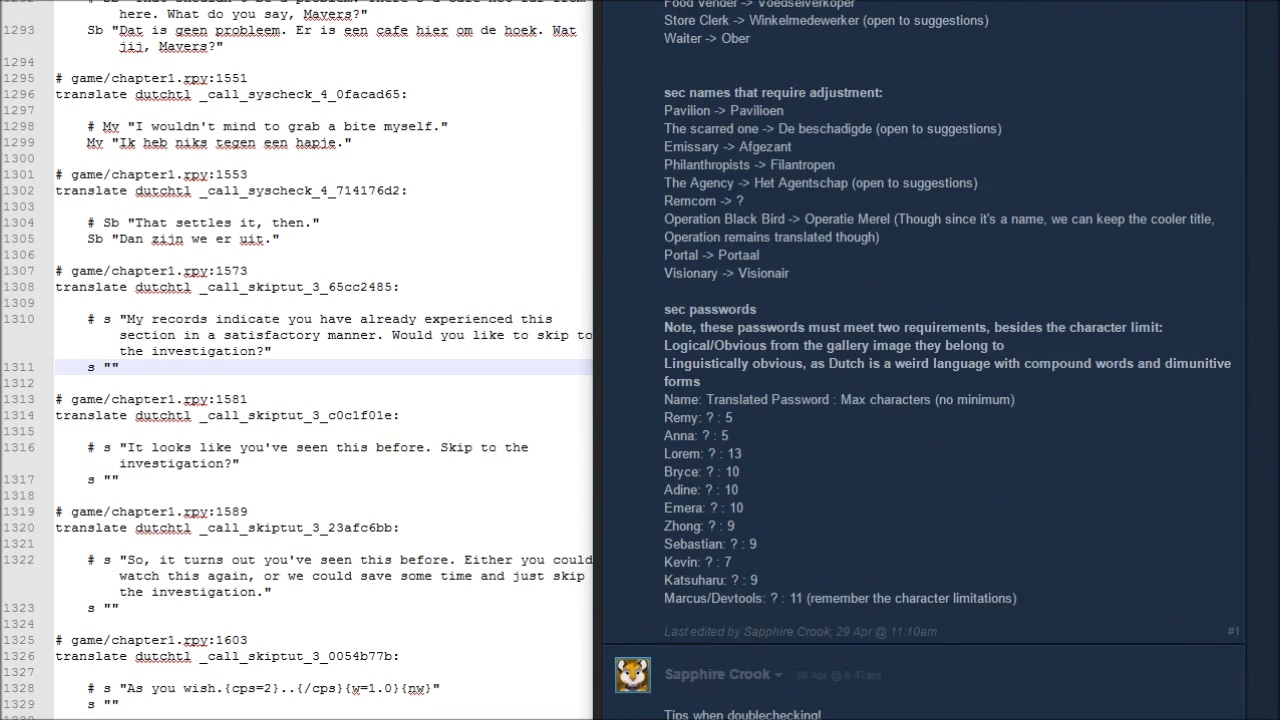 here. What do you say, Mavers?"
1293 Sb "Dat is geen probleem. Er is een cafe hier om de hoek. Wat
jij, Mavers?"
1294
1295 # game/chapter1.rpy:1551
1296 translate dutchtl _call_syscheck_4_0facad65:
1297
1298 # My "I wouldn't mind to grab a bite myself."
1299 My "Ik heb niks tegen een hapje."
1300
1301 # game/chapter1.rpy:1553
1302 translate dutchtl _call_syscheck_4_714176d2:
1303
1304 # Sb "That settles it, then."
1305 Sb "Dan zijn we er uit."
1306
1307 # game/chapter1.rpy:1573
1308 translate dutchtl _call_skiptut_3_65cc2485:
1309
1310 # s "My records indicate you have already experienced this
section in a satisfactory manner. Would you like to skip to
the investigation?"
1311 s ""
1312
1313 # game/chapter1.rpy:1581
1314 translate dutchtl _call_skiptut_3_c0c1f01e:
1315
1316 # s "It looks like you've seen this before. Skip to the
investigation?"
1317 s ""
1318
1319 # game/chapter1.rpy:1589
1320 translate dutchtl _call_skiptut_3_23afc6bb:
1321
1322 # s "So, it turns out you've seen this before. Either you could
watch this again, or we could save some time and just skip
the investigation."
1323 s ""
1324
1325 # game/chapter1.rpy:1603
1326 translate dutchtl _call_skiptut_3_0054b77b:
1327
1328 # s "As you wish.{cps=2}..{/cps}{w=1.0}{nw}"
1329 s ""
Food Vender -> Voedselverkoper
Store Clerk -> Winkelmedewerker (open to suggestions)
Waiter -> Ober
sec names that require adjustment:
Pavilion -> Pavilioen
The scarred one -> De beschadigde (open to suggestions)
Emissary -> Afgezant
Philanthropists -> Filantropen
The Agency -> Het Agentschap (open to suggestions)
Remcom -> ?
Operation Black Bird -> Operatie Merel (Though since it's a name, we can keep the cooler title,
Operation remains translated though)
Portal -> Portaal
Visionary -> Visionair
sec passwords
Note, these passwords must meet two requirements, besides the character limit:
Logical/Obvious from the gallery image they belong to
Linguistically obvious, as Dutch is a weird language with compound words and dimunitive
forms
Name: Translated Password : Max characters (no minimum)
Remy: ? : 5
Anna: ? : 5
Lorem: ? : 13
Bryce: ? : 10
Adine: ? : 10
Emera: ? : 10
Zhong: ? : 9
Sebastian: ? : 9
Kevin: ? : 7
Katsuharu: ? : 9
Marcus/Devtools: ? : 11 (remember the character limitations)
Last edited by Sapphire Crook; 29 Apr @ 11:10am
#1
Sapphire Crook
30 Apr @ 8:47am
Tips when doublechecking!